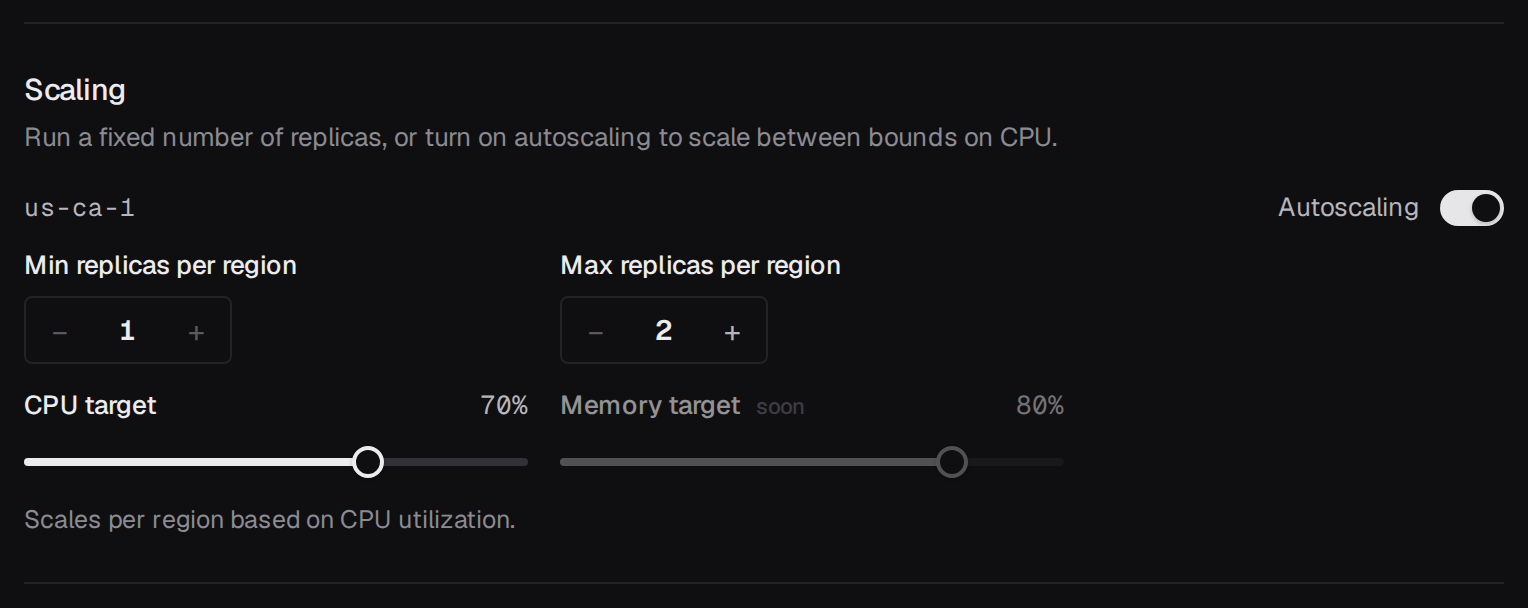 Scaling
Run a fixed number of replicas, or turn on autoscaling to scale between bounds on CPU.
us-ca-1 Autoscaling
Min replicas per region Max replicas per region
− 1 + − 2 +
CPU target 70% Memory target soon 80%
Scales per region based on CPU utilization.